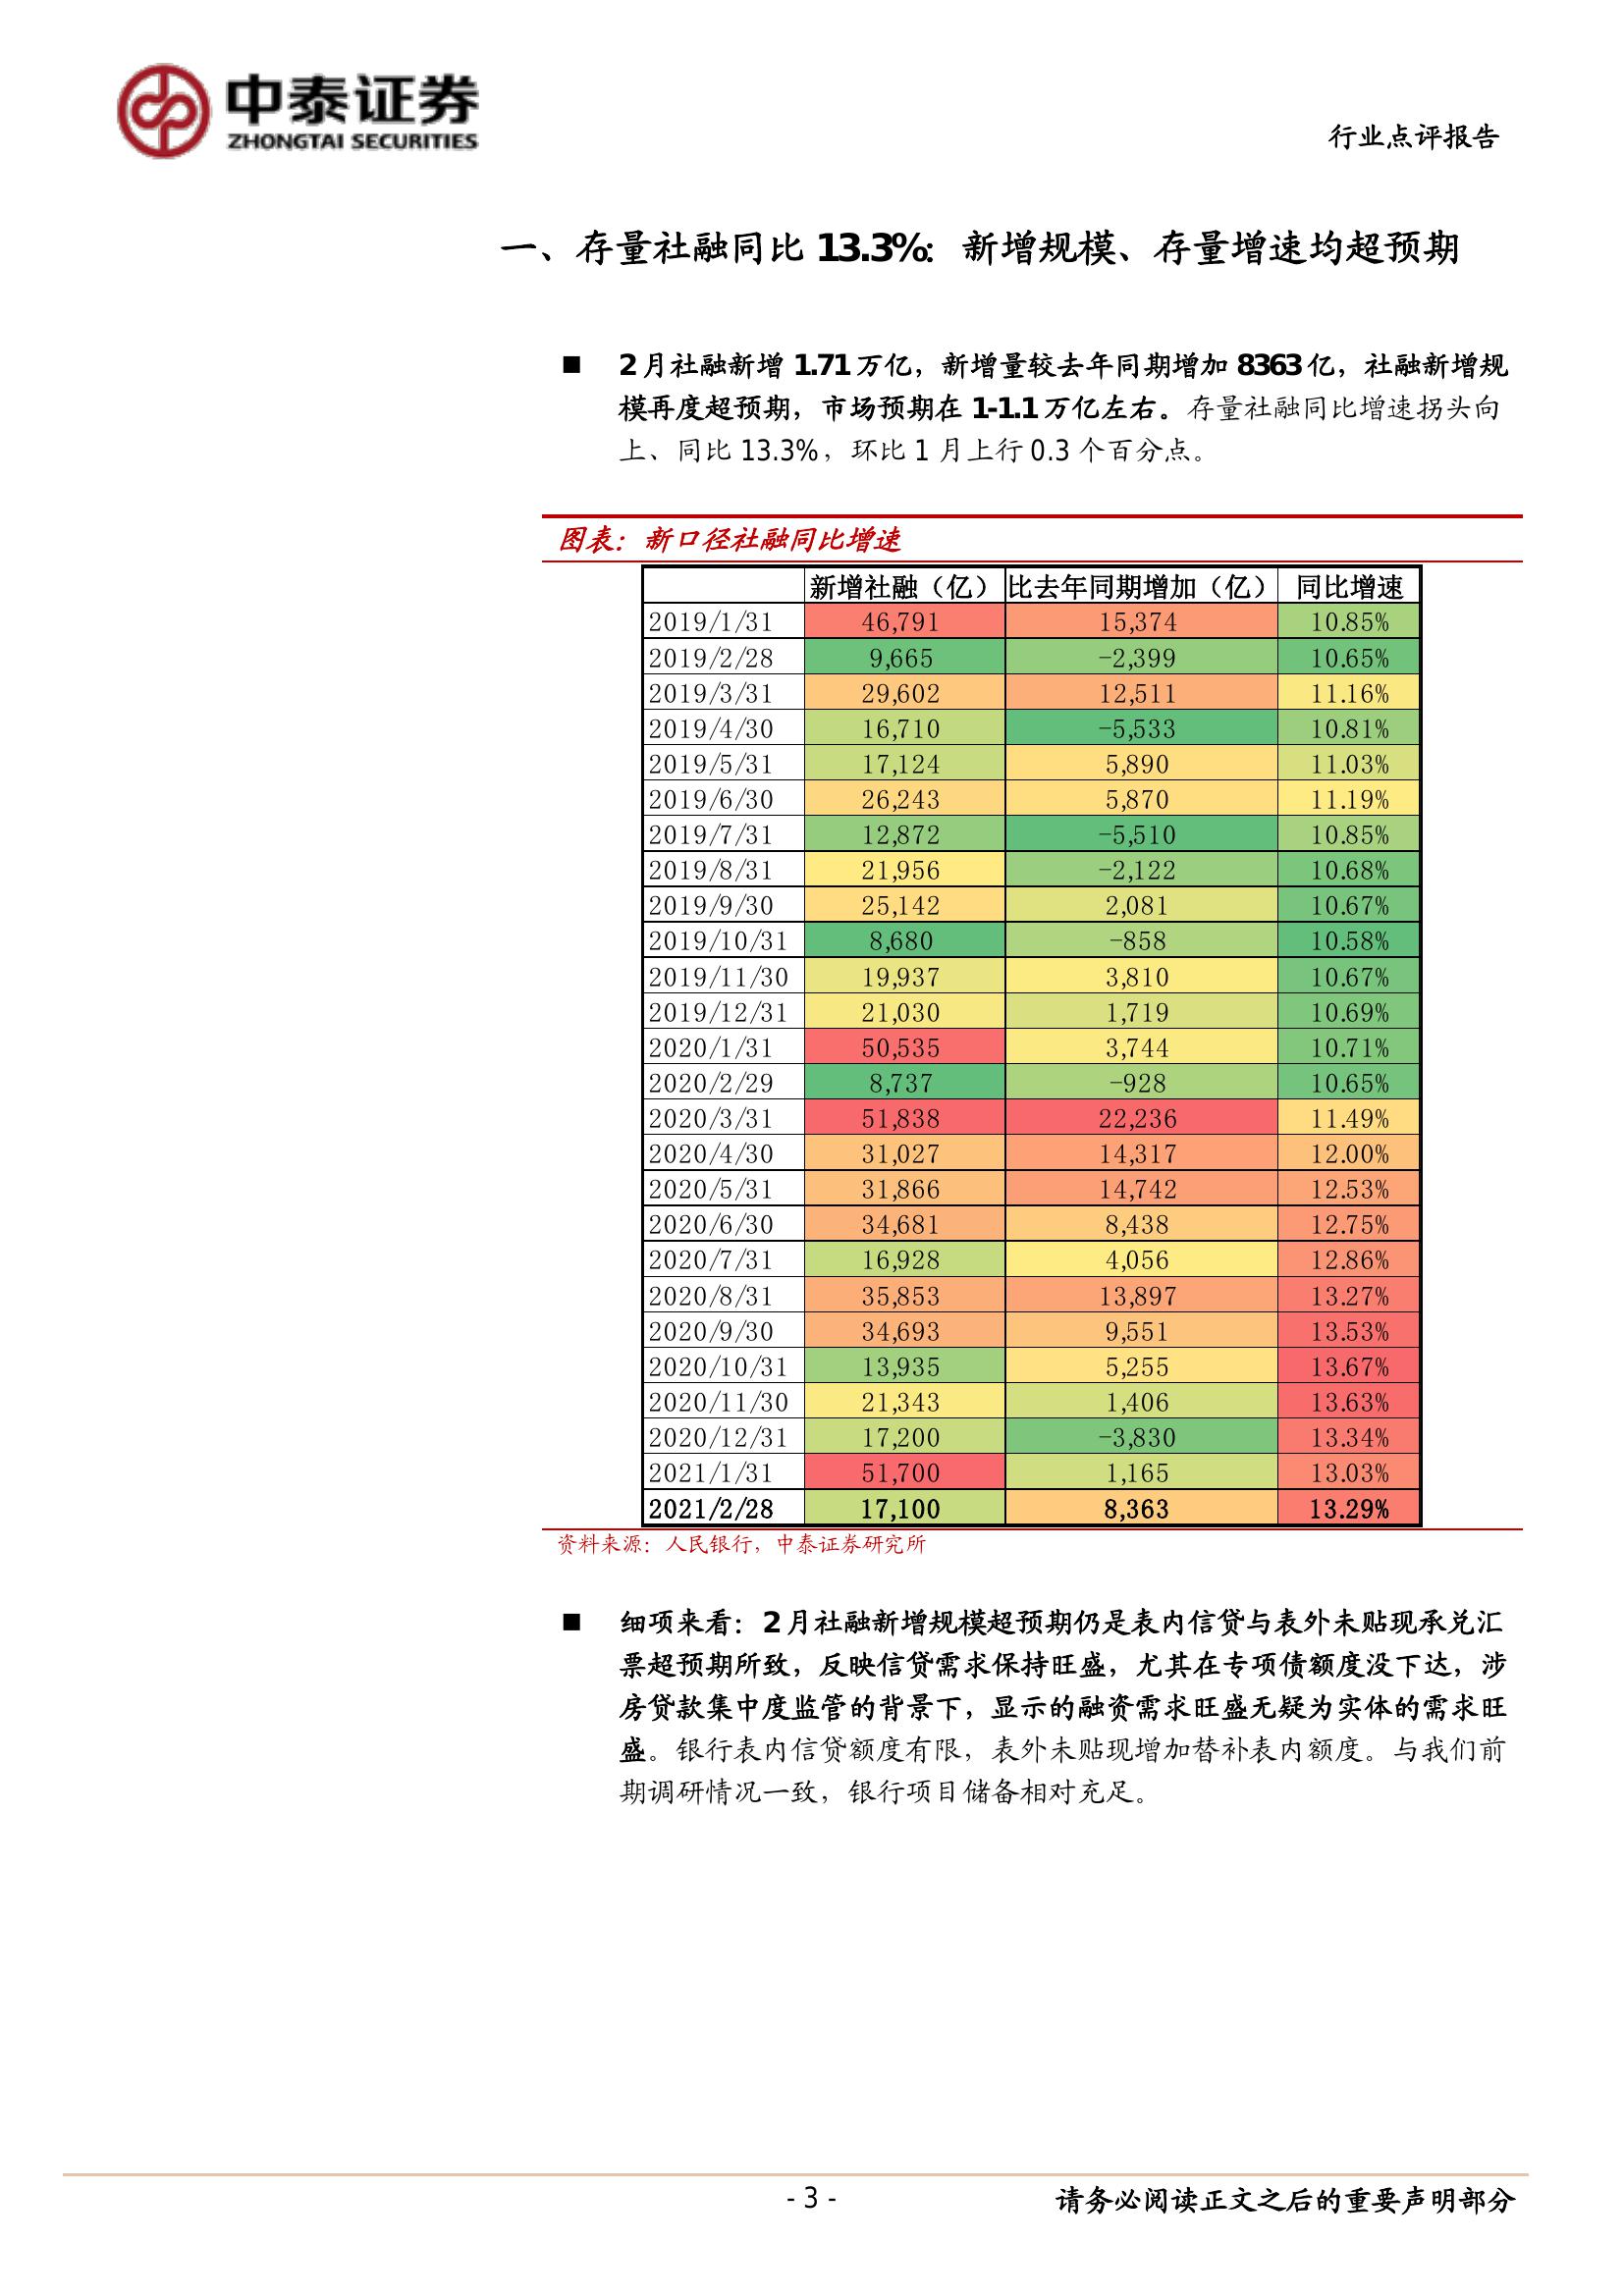 中泰证券
ZHONGTAI SECURITIES
行业点评报告
一、存量社融同比 13.3%：新增规模、存量增速均超预期
■ 2 月社融新增 1.71 万亿，新增量较去年同期增加 8363 亿，社融新增规
模再度超预期，市场预期在 1-1.1 万亿左右。存量社融同比增速拐头向
上、同比 13.3%，环比 1 月上行 0.3 个百分点。
图表：新口径社融同比增速
新增社融（亿） 比去年同期增加（亿） 同比增速
2019/1/31 46,791 15,374 10.85%
2019/2/28 9,665 -2,399 10.65%
2019/3/31 29,602 12,511 11.16%
2019/4/30 16,710 -5,533 10.81%
2019/5/31 17,124 5,890 11.03%
2019/6/30 26,243 5,870 11.19%
2019/7/31 12,872 -5,510 10.85%
2019/8/31 21,956 -2,122 10.68%
2019/9/30 25,142 2,081 10.67%
2019/10/31 8,680 -858 10.58%
2019/11/30 19,937 3,810 10.67%
2019/12/31 21,030 1,719 10.69%
2020/1/31 50,535 3,744 10.71%
2020/2/29 8,737 -928 10.65%
2020/3/31 51,838 22,236 11.49%
2020/4/30 31,027 14,317 12.00%
2020/5/31 31,866 14,742 12.53%
2020/6/30 34,681 8,438 12.75%
2020/7/31 16,928 4,056 12.86%
2020/8/31 35,853 13,897 13.27%
2020/9/30 34,693 9,551 13.53%
2020/10/31 13,935 5,255 13.67%
2020/11/30 21,343 1,406 13.63%
2020/12/31 17,200 -3,830 13.34%
2021/1/31 51,700 1,165 13.03%
2021/2/28 17,100 8,363 13.29%
资料来源：人民银行，中泰证券研究所
■ 细项来看：2 月社融新增规模超预期仍是表内信贷与表外未贴现承兑汇
票超预期所致，反映信贷需求保持旺盛，尤其在专项债额度没下达，涉
房贷款集中度监管的背景下，显示的融资需求旺盛无疑为实体的需求旺
盛。银行表内信贷额度有限，表外未贴现增加替补表内额度。与我们前
期调研情况一致，银行项目储备相对充足。
- 3 -
请务必阅读正文之后的重要声明部分